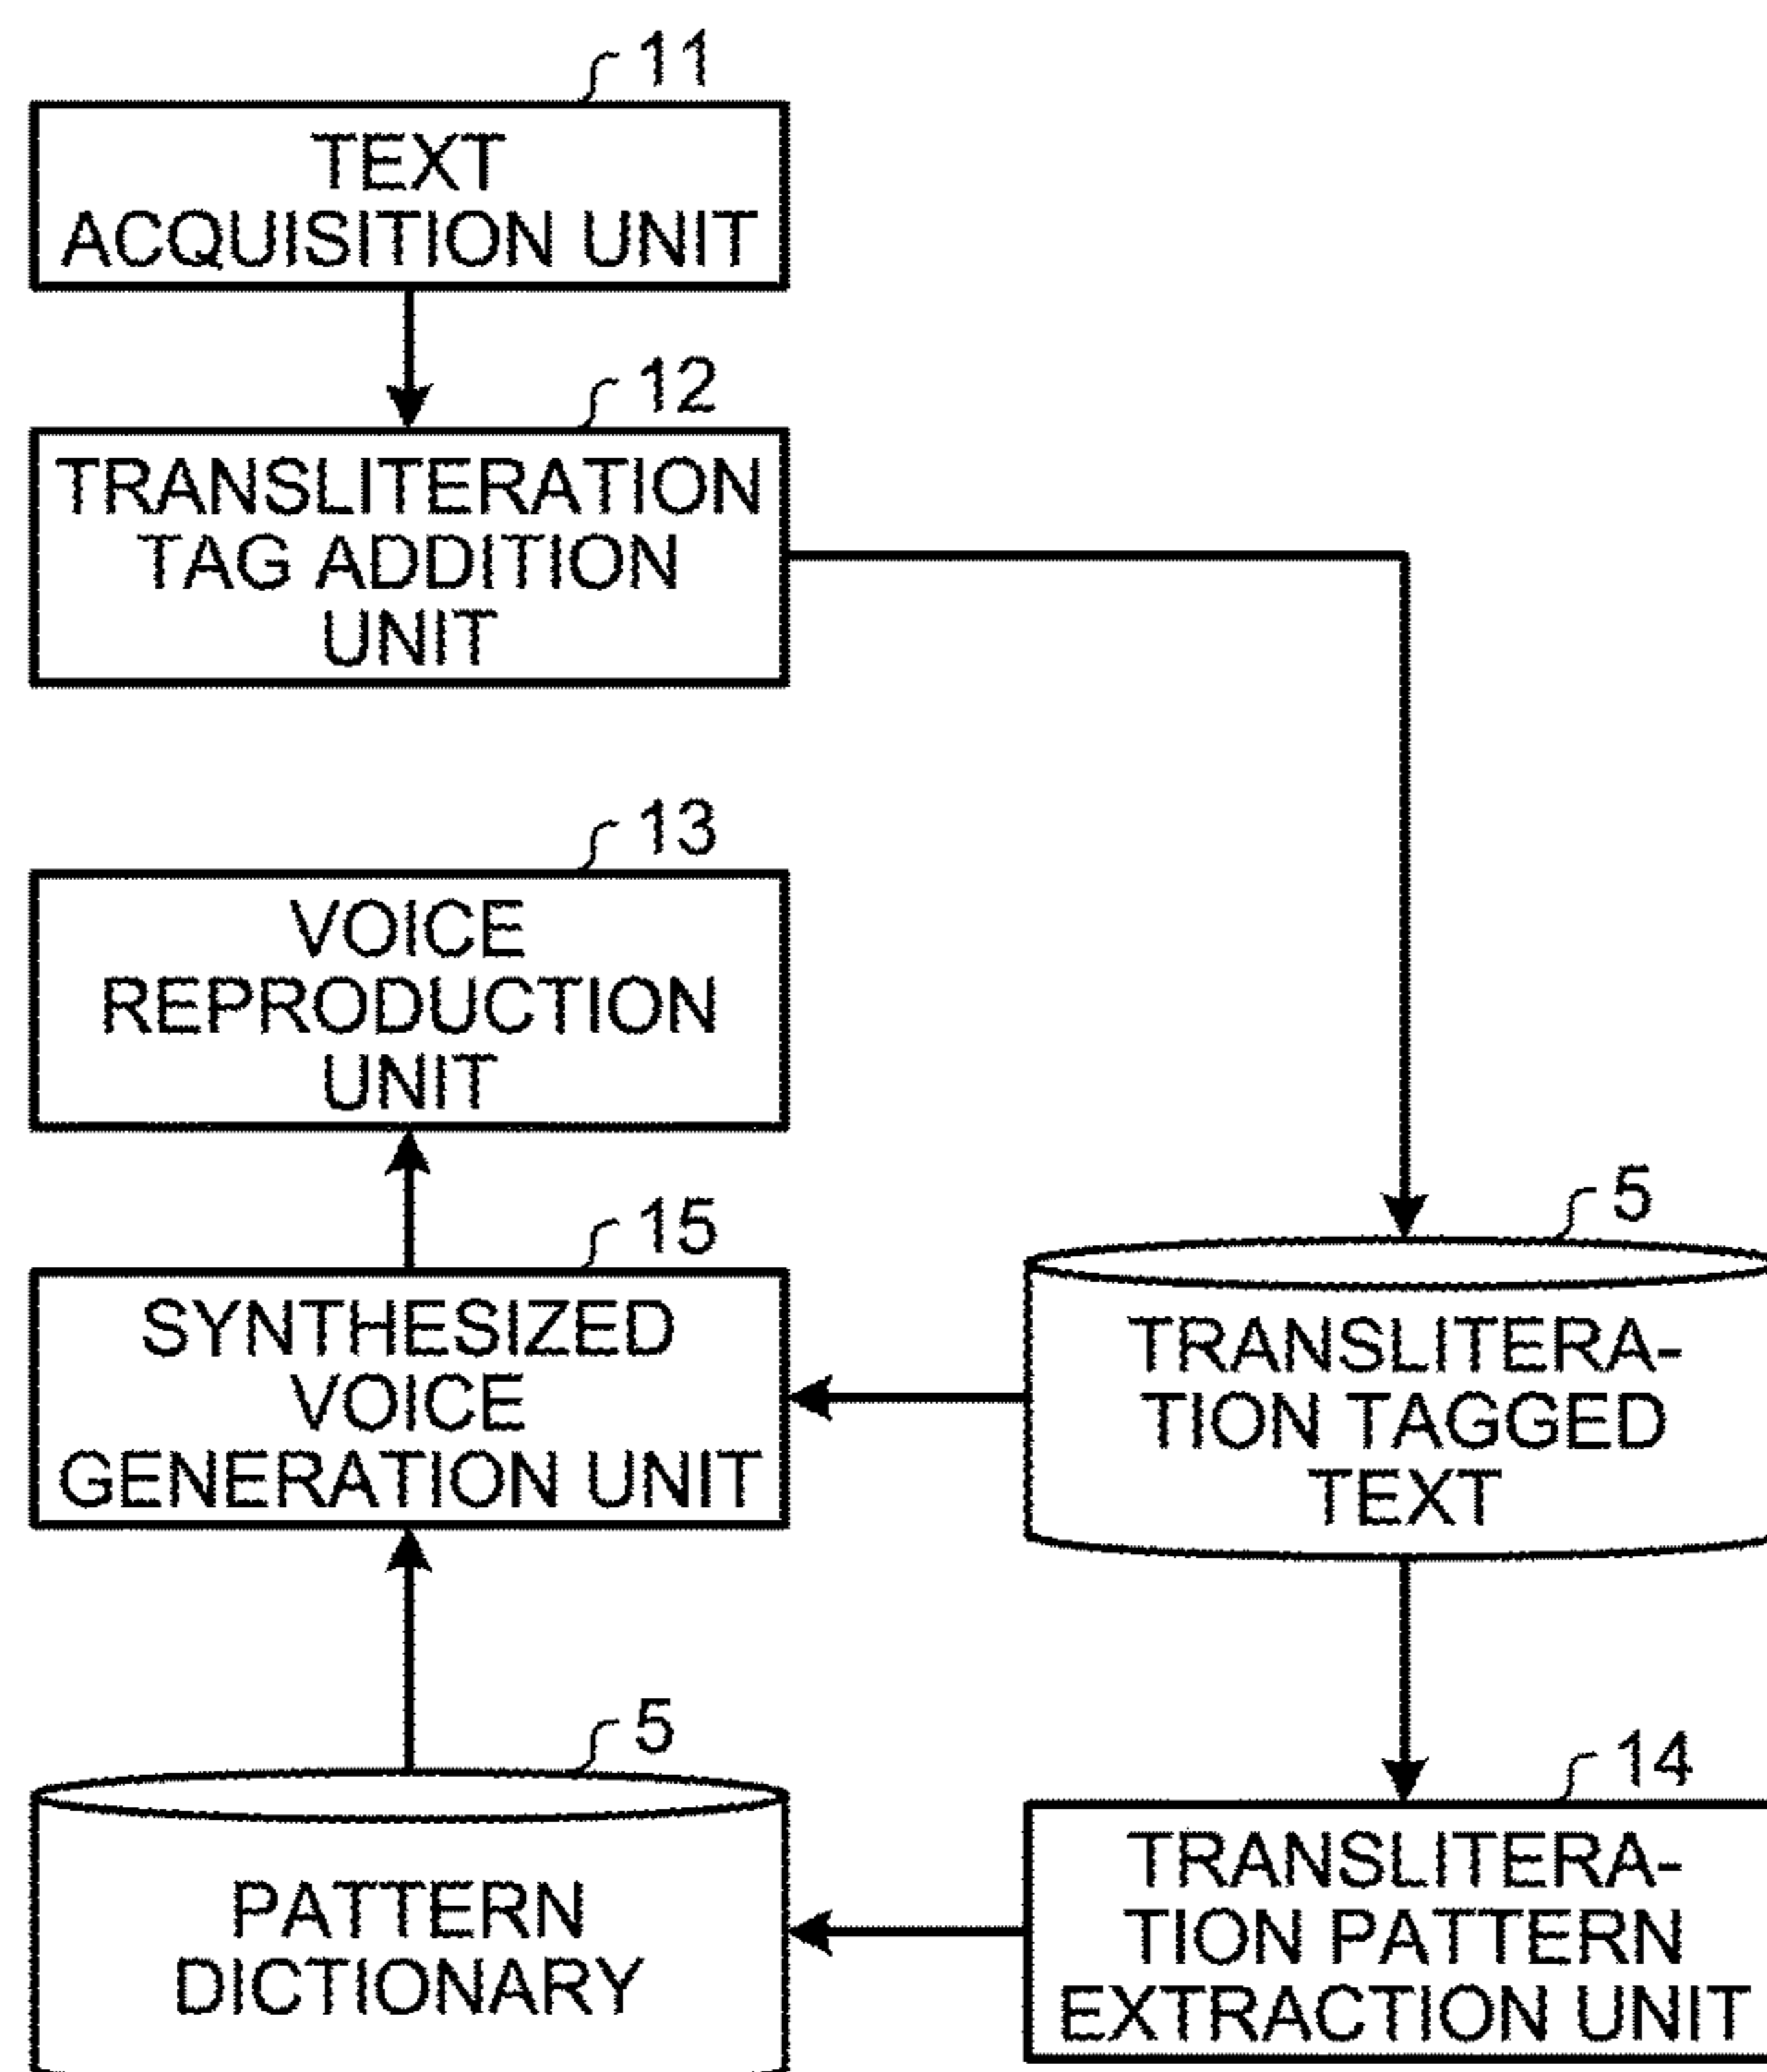 11
TEXT
ACQUISITION UNIT
12
TRANSLITERATION
TAG ADDITION
UNIT
13
VOICE
REPRODUCTION
UNIT
15
SYNTHESIZED
VOICE
GENERATION UNIT
5
TRANSLITERA-
TION TAGGED
TEXT
5
PATTERN
DICTIONARY
14
TRANSLITERA-
TION PATTERN
EXTRACTION UNIT